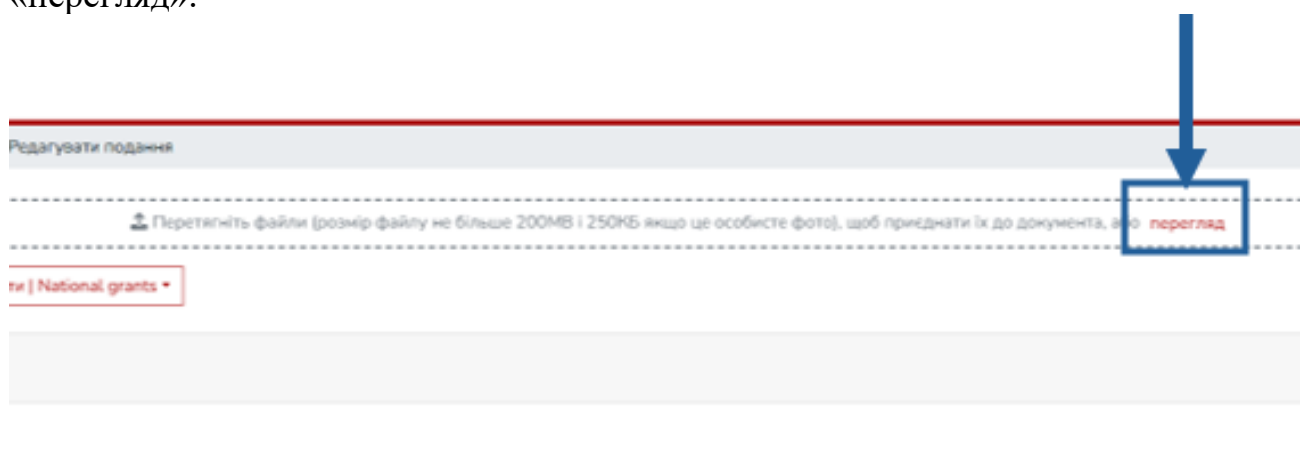 «перегляд».
Редагувати подання
Перетягніть файли (розмір файлу не більше 200MB і 250КБ якщо це особисте фото), щоб приєднати їх до документа, або перегляд
ти | National grants